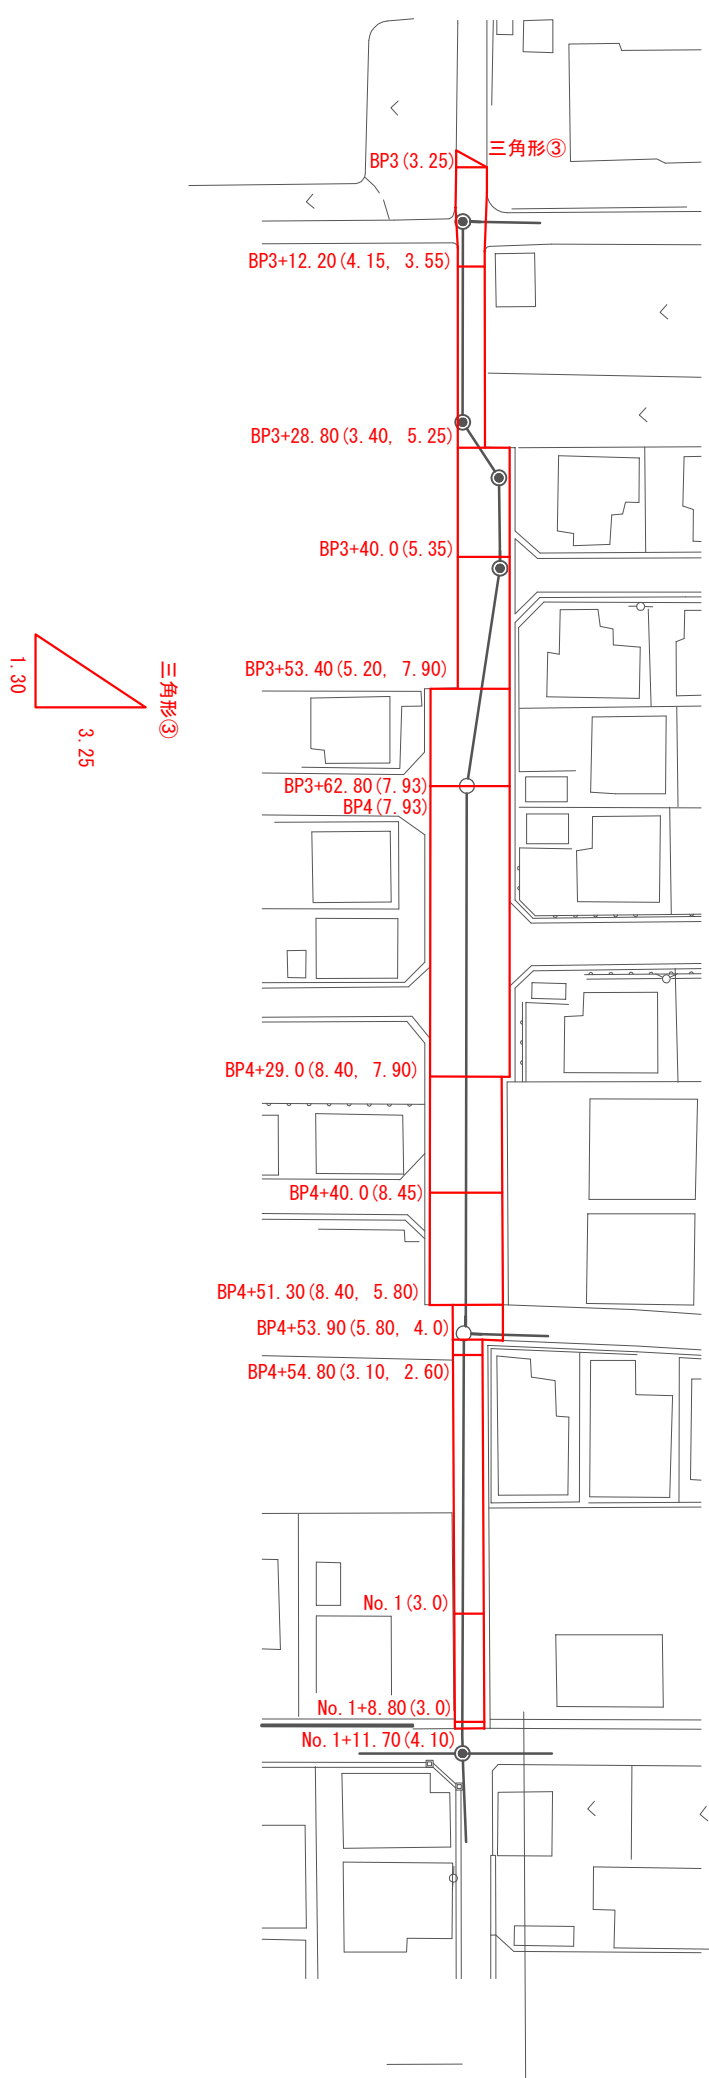 三角形③
BP3(3.25)
BP3+12.20(4.15, 3.55)
BP3+28.80(3.40, 5.25)
BP3+40.0(5.35)
BP3+53.40(5.20, 7.90)
三角形③
1.30
3.25
BP3+62.80(7.93)
BP4(7.93)
BP4+29.0(8.40, 7.90)
BP4+40.0(8.45)
BP4+51.30(8.40, 5.80)
BP4+53.90(5.80, 4.0)
BP4+54.80(3.10, 2.60)
No.1(3.0)
No.1+8.80(3.0)
No.1+11.70(4.10)